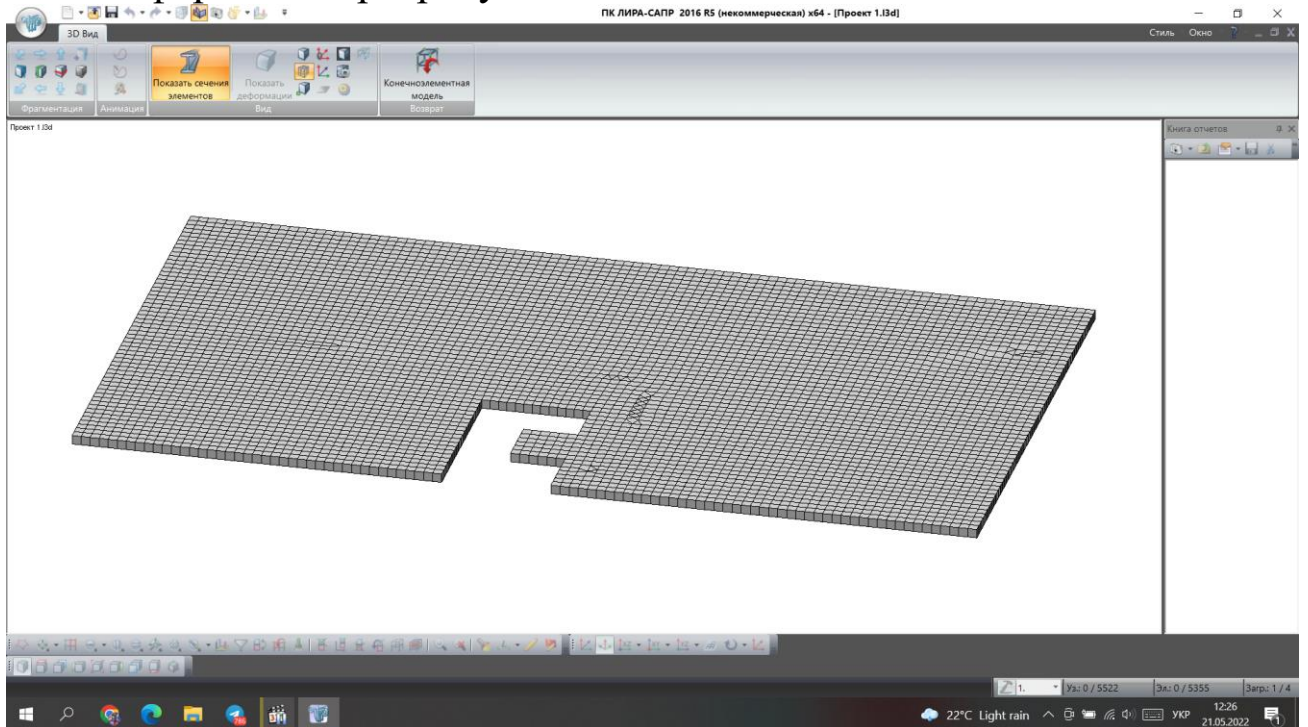 ПК ЛИРА-САПР 2016 R5 (некоммерческая) x64 - [Проект 1.l3d]
3D Вид
Стиль Окно
Показать сечения элементов
Показать деформации
Конечноэлементная модель
Фрагментация
Анимация
Вид
Возврат
Проект 1.l3d
Книга отчетов
1.
Уз.: 0 / 5522
Эл.: 0 / 5355
Загр.: 1 / 4
22°C Light rain
УКР
12:26
21.05.2022
1